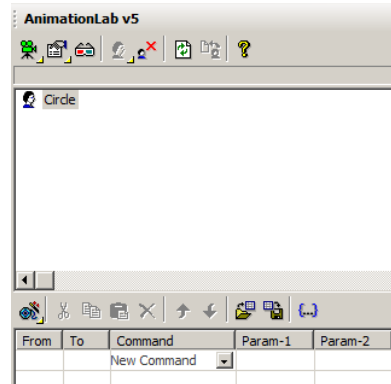 AnimationLab v5
Circle
From To Command Param-1 Param-2
New Command